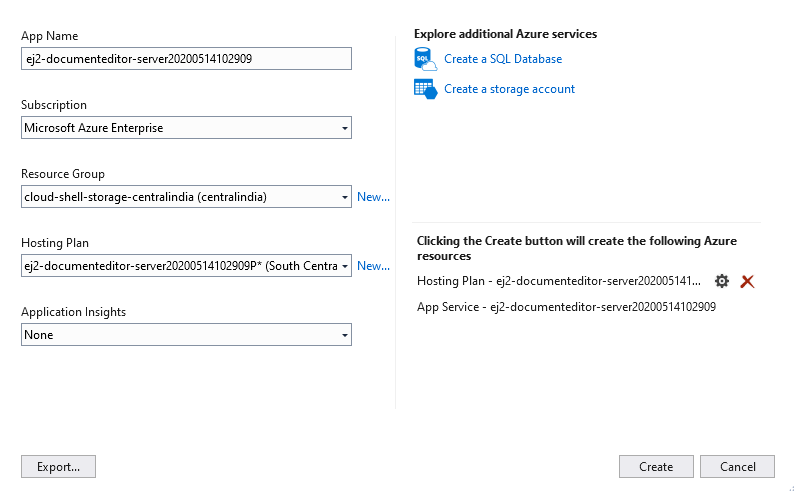 App Name
ej2-documenteditor-server20200514102909
Subscription
Microsoft Azure Enterprise
Resource Group
cloud-shell-storage-centralindia (centralindia)
New...
Hosting Plan
ej2-documenteditor-server20200514102909P* (South Centra
New...
Application Insights
None
Export...
Explore additional Azure services
SQL
Create a SQL Database
Create a storage account
Clicking the Create button will create the following Azure
resources
Hosting Plan - ej2-documenteditor-server202005141...
App Service - ej2-documenteditor-server20200514102909
Create
Cancel